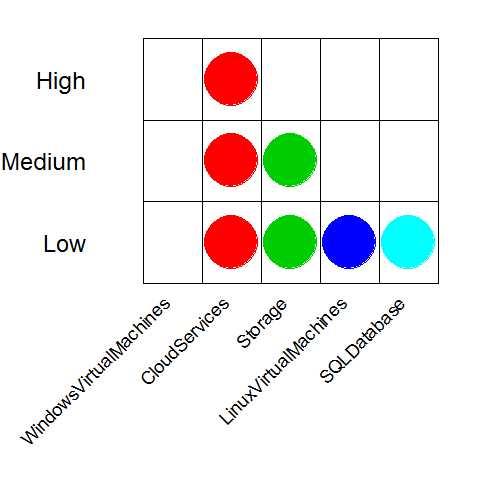 High
Medium
Low
WindowsVirtualMachines
CloudServices
Storage
LinuxVirtualMachines
SQLDatabase